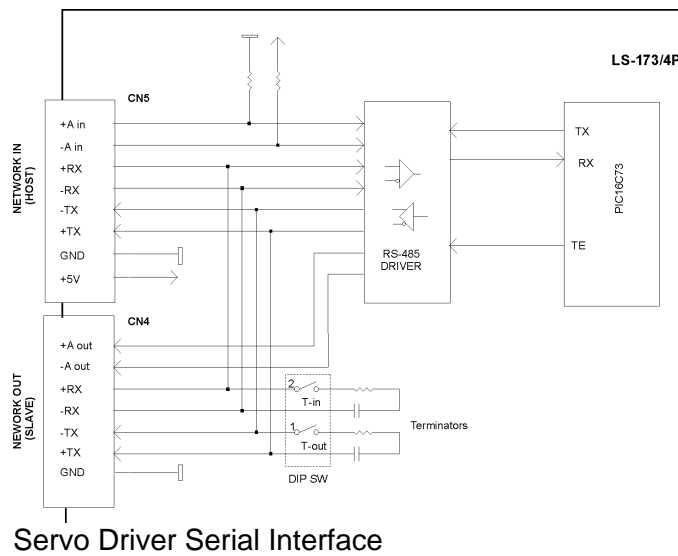 LS-173/4P
CN5
NETWORK IN
(HOST)
+A in
-A in
+RX
-RX
-TX
+TX
GND
+5V
RS-485
DRIVER
TX
RX
TE
PIC16C73
CN4
NEWORK OUT
(SLAVE)
+A out
-A out
+RX
-RX
-TX
+TX
GND
2
T-in
1
T-out
DIP SW
Terminators
Servo Driver Serial Interface